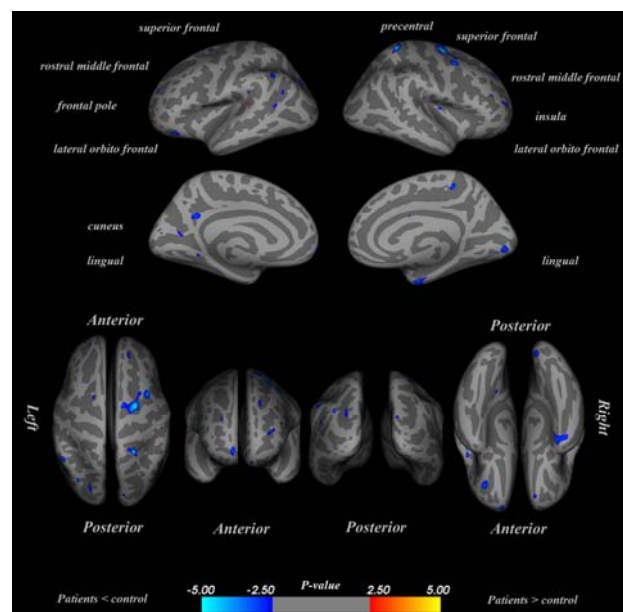 superior frontal
precentral
superior frontal
rostral middle frontal
rostral middle frontal
frontal pole
insula
lateral orbito frontal
lateral orbito frontal
cuneus
lingual
lingual
Anterior
Posterior
Left
Right
Posterior
Anterior
Posterior
Anterior
P-value
-5.00 -2.50 2.50 5.00
Patients < control
Patients > control